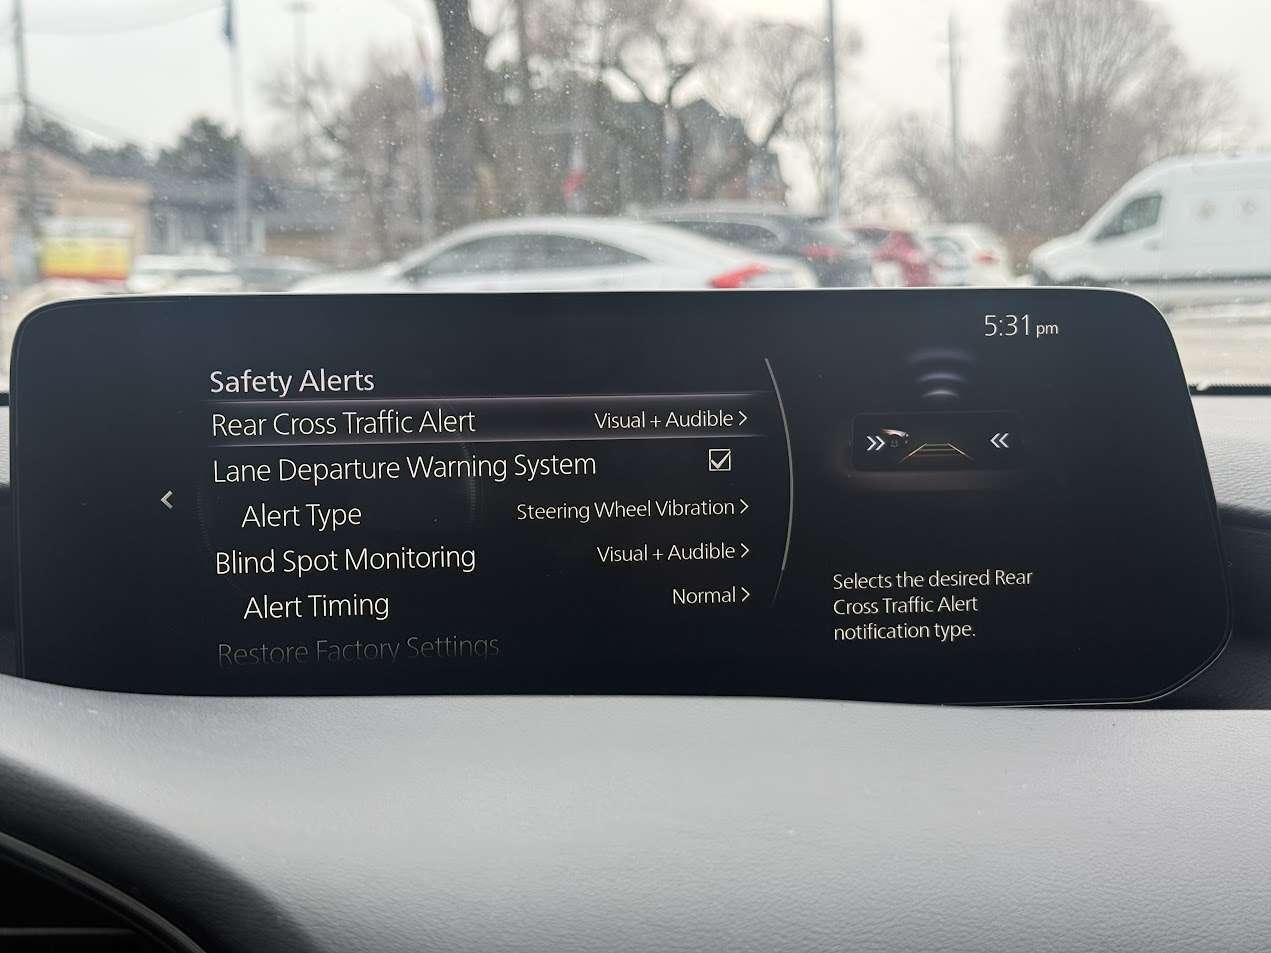 5:31 pm
Safety Alerts
Rear Cross Traffic Alert Visual + Audible >
Lane Departure Warning System
< Alert Type Steering Wheel Vibration >
Blind Spot Monitoring Visual + Audible >
Alert Timing Normal >
Restore Factory Settings
Selects the desired Rear
Cross Traffic Alert
notification type.